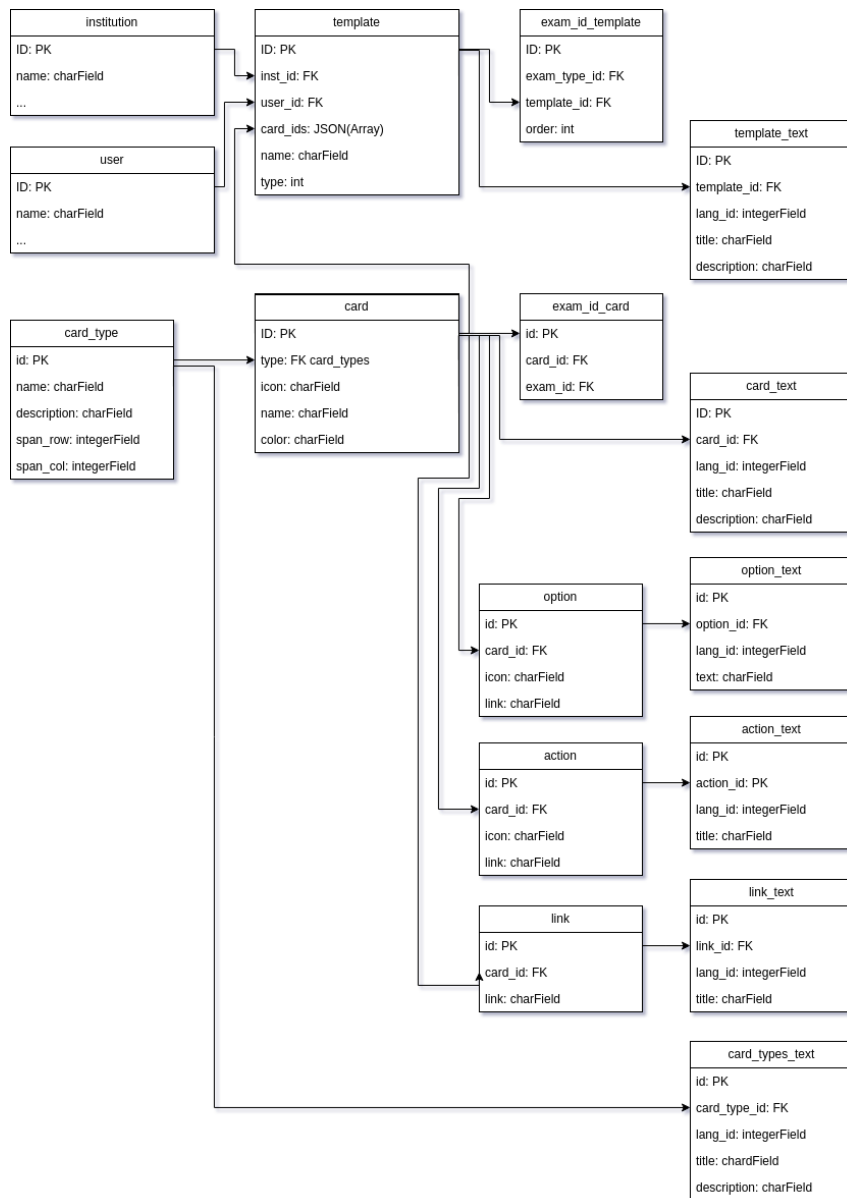 institution
ID: PK
name: charField
...
user
ID: PK
name: charField
...
template
ID: PK
inst_id: FK
user_id: FK
card_ids: JSON(Array)
name: charField
type: int
exam_id_template
ID: PK
exam_type_id: FK
template_id: FK
order: int
template_text
ID: PK
template_id: FK
lang_id: integerField
title: charField
description: charField
card_type
id: PK
name: charField
description: charField
span_row: integerField
span_col: integerField
card
ID: PK
type: FK card_types
icon: charField
name: charField
color: charField
exam_id_card
id: PK
card_id: FK
exam_id: FK
card_text
ID: PK
card_id: FK
lang_id: integerField
title: charField
description: charField
option
id: PK
card_id: FK
icon: charField
link: charField
option_text
id: PK
option_id: FK
lang_id: integerField
text: charField
action
id: PK
card_id: FK
icon: charField
link: charField
action_text
id: PK
action_id: PK
lang_id: integerField
title: charField
link
id: PK
card_id: FK
link: charField
link_text
id: PK
link_id: FK
lang_id: integerField
title: charField
card_types_text
id: PK
card_type_id: FK
lang_id: integerField
title: chardField
description: charField